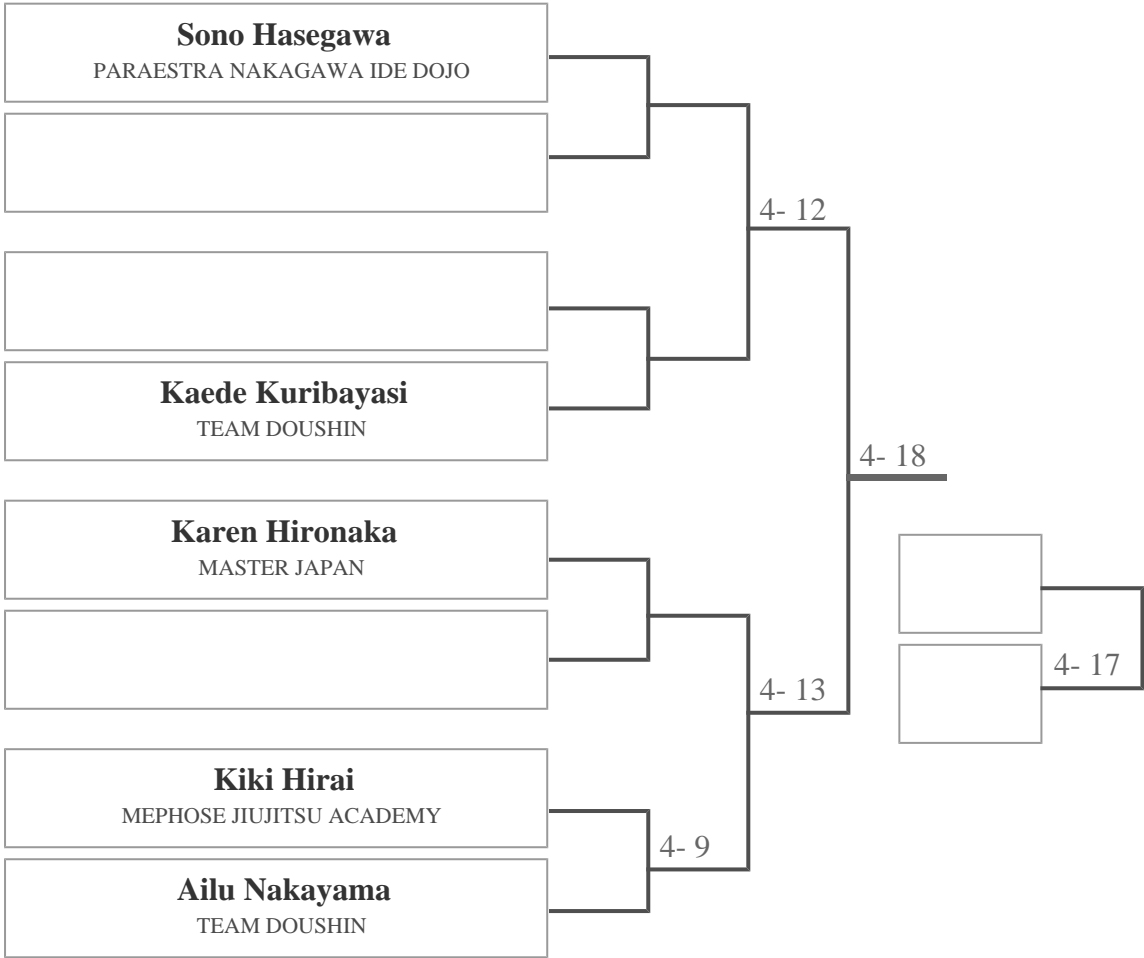 Sono Hasegawa
PARAESTRA NAKAGAWA IDE DOJO
4- 12
Kaede Kuribayasi
TEAM DOUSHIN
4- 18
Karen Hironaka
MASTER JAPAN
4- 17
4- 13
Kiki Hirai
MEPHOSE JIUJITSU ACADEMY
4- 9
Ailu Nakayama
TEAM DOUSHIN